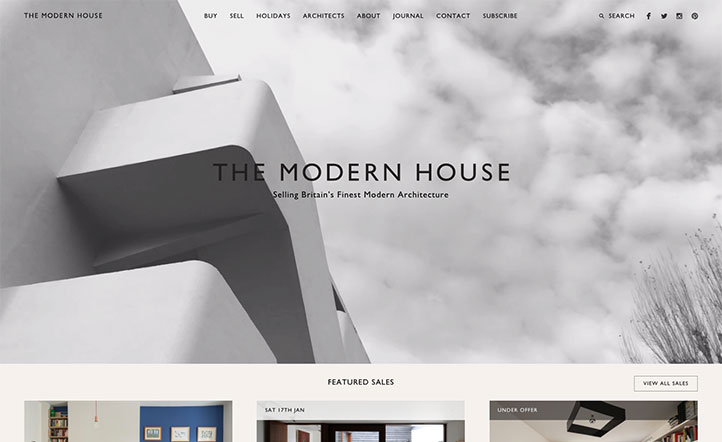 THE MODERN HOUSE
BUY SELL HOLIDAYS ARCHITECTS ABOUT JOURNAL CONTACT SUBSCRIBE
SEARCH
THE MODERN HOUSE
Selling Britain's Finest Modern Architecture
FEATURED SALES
VIEW ALL SALES
SAT 17TH JAN
UNDER OFFER